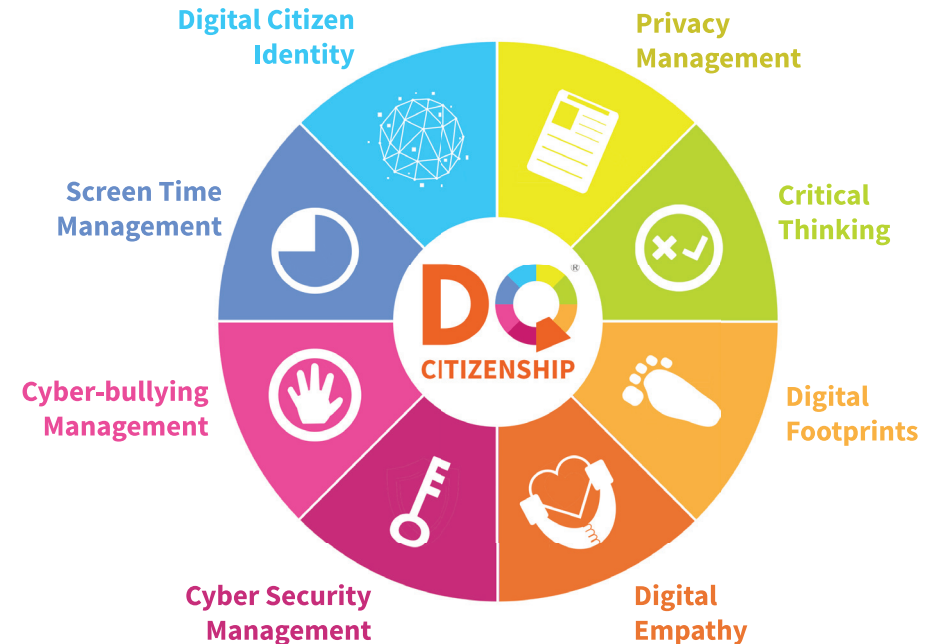 Digital Citizen
Identity
Privacy
Management
Critical
Thinking
Digital
Footprints
Digital
Empathy
Cyber Security
Management
Cyber-bullying
Management
Screen Time
Management
DQ
®
CITIZENSHIP